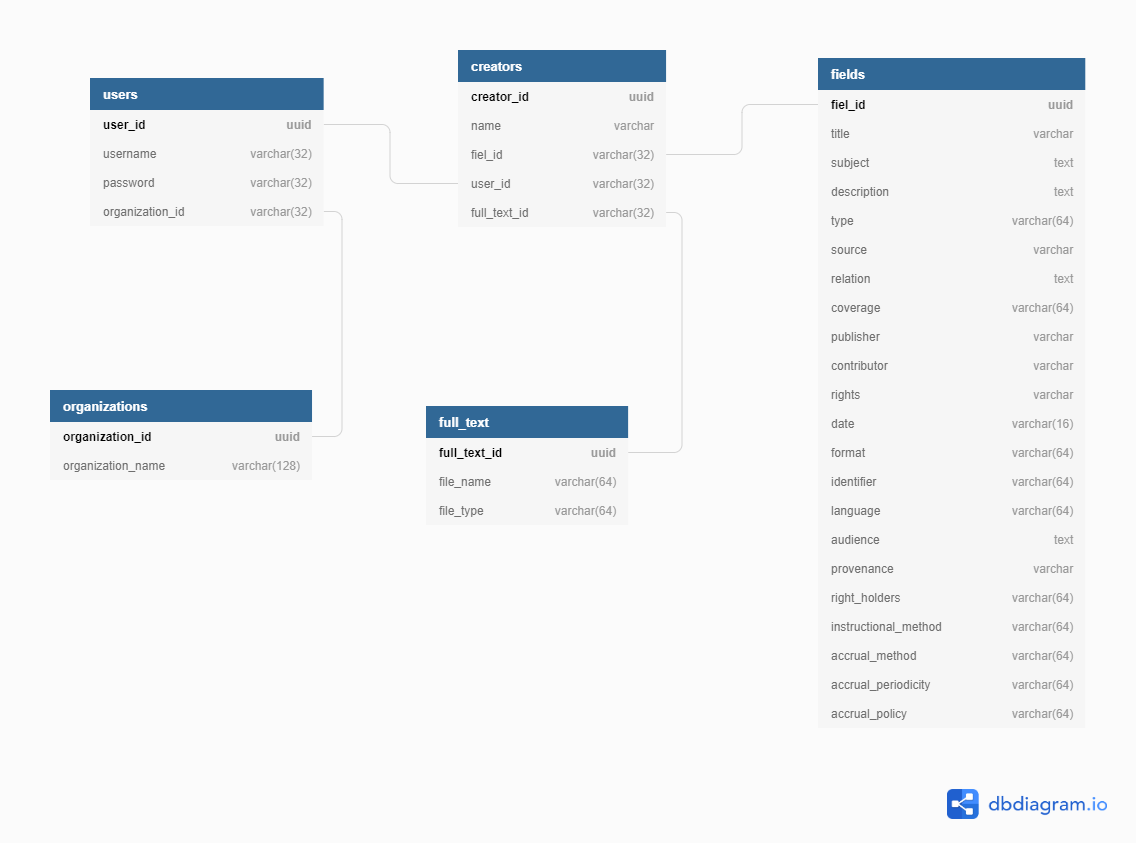 users
user_id uuid
username varchar(32)
password varchar(32)
organization_id varchar(32)
creators
creator_id uuid
name varchar
fiel_id varchar(32)
user_id varchar(32)
full_text_id varchar(32)
fields
fiel_id uuid
title varchar
subject text
description text
type varchar(64)
source varchar
relation text
coverage varchar(64)
publisher varchar
contributor varchar
rights varchar
date varchar(16)
format varchar(64)
identifier varchar(64)
language varchar(64)
audience text
provenance varchar
right_holders varchar(64)
instructional_method varchar(64)
accrual_method varchar(64)
accrual_periodicity varchar(64)
accrual_policy varchar(64)
organizations
organization_id uuid
organization_name varchar(128)
full_text
full_text_id uuid
file_name varchar(64)
file_type varchar(64)
dbdiagram.io